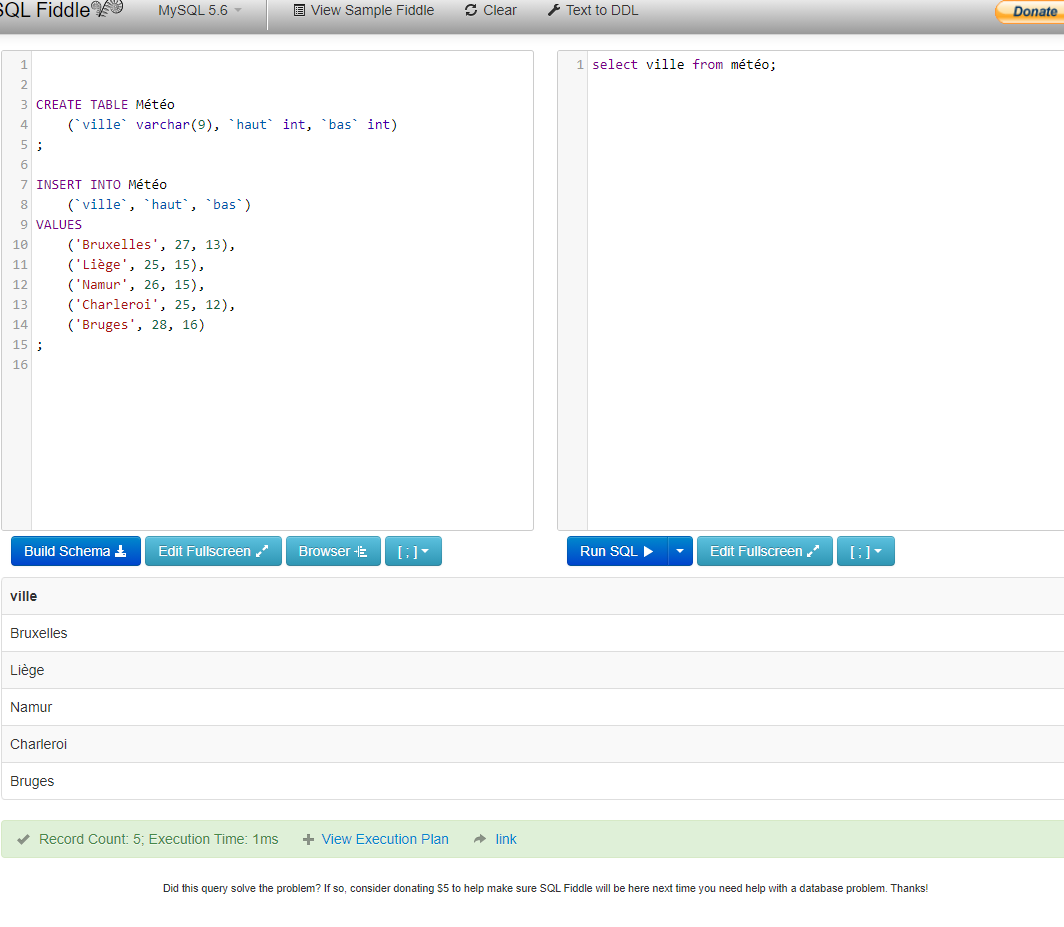 SQL Fiddle MySQL 5.6 View Sample Fiddle Clear Text to DDL Donate
1
2
3 CREATE TABLE Météo
4 (`ville` varchar(9), `haut` int, `bas` int)
5 ;
6
7 INSERT INTO Météo
8 (`ville`, `haut`, `bas`)
9 VALUES
10 ('Bruxelles', 27, 13),
11 ('Liège', 25, 15),
12 ('Namur', 26, 15),
13 ('Charleroi', 25, 12),
14 ('Bruges', 28, 16)
15 ;
16
1 select ville from météo;
Build Schema Edit Fullscreen Browser [ ; ]
Run SQL Edit Fullscreen [ ; ]
ville
Bruxelles
Liège
Namur
Charleroi
Bruges
Record Count: 5; Execution Time: 1ms View Execution Plan link
Did this query solve the problem? If so, consider donating $5 to help make sure SQL Fiddle will be here next time you need help with a database problem. Thanks!